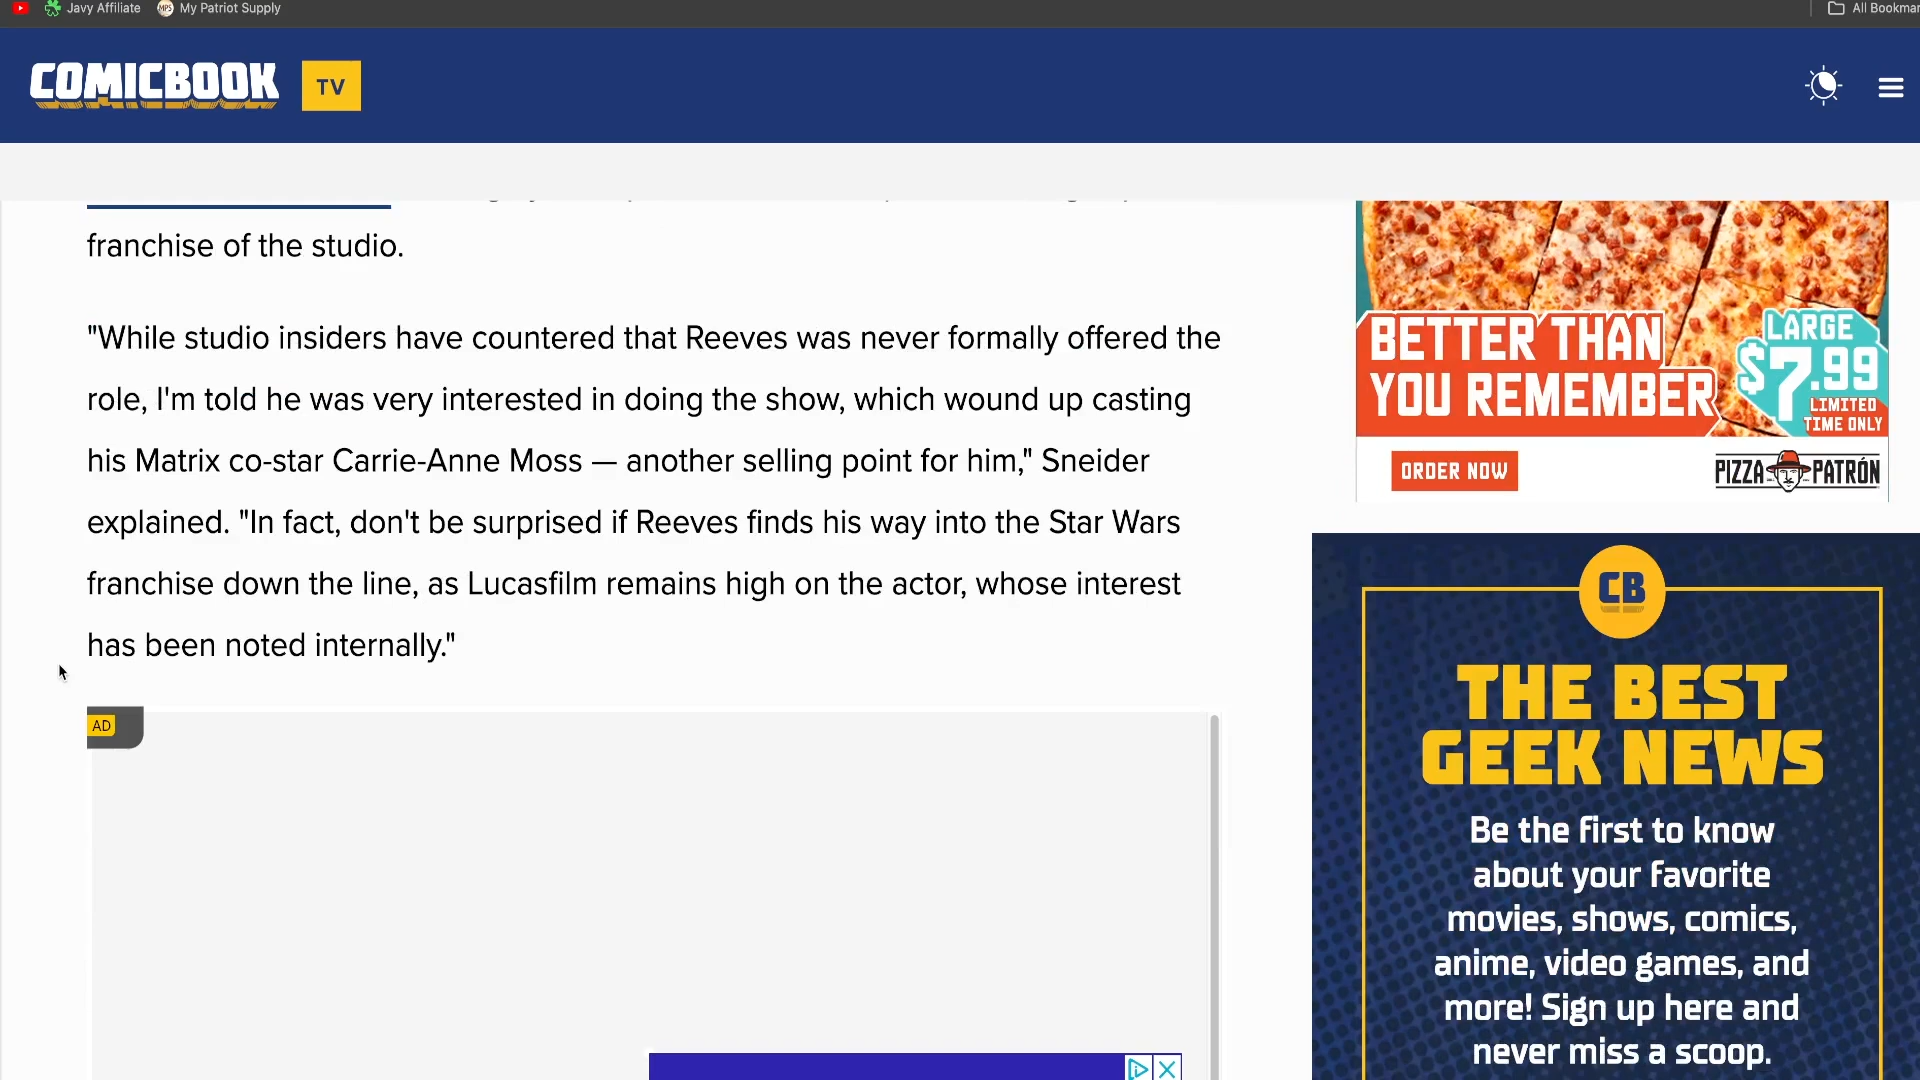 Javy Affiliate
My Patriot Supply
All Bookmar
COMICBOOK
TV
franchise of the studio.
"While studio insiders have countered that Reeves was never formally offered the
role, I'm told he was very interested in doing the show, which wound up casting
his Matrix co-star Carrie-Anne Moss — another selling point for him," Sneider
explained. "In fact, don't be surprised if Reeves finds his way into the Star Wars
franchise down the line, as Lucasfilm remains high on the actor, whose interest
has been noted internally."
AD
BETTER THAN
YOU REMEMBER
LARGE
$7.99
LIMITED
TIME ONLY
ORDER NOW
PIZZA PATRÓN
CB
THE BEST
GEEK NEWS
Be the first to know
about your favorite
movies, shows, comics,
anime, video games, and
more! Sign up here and
never miss a scoop.